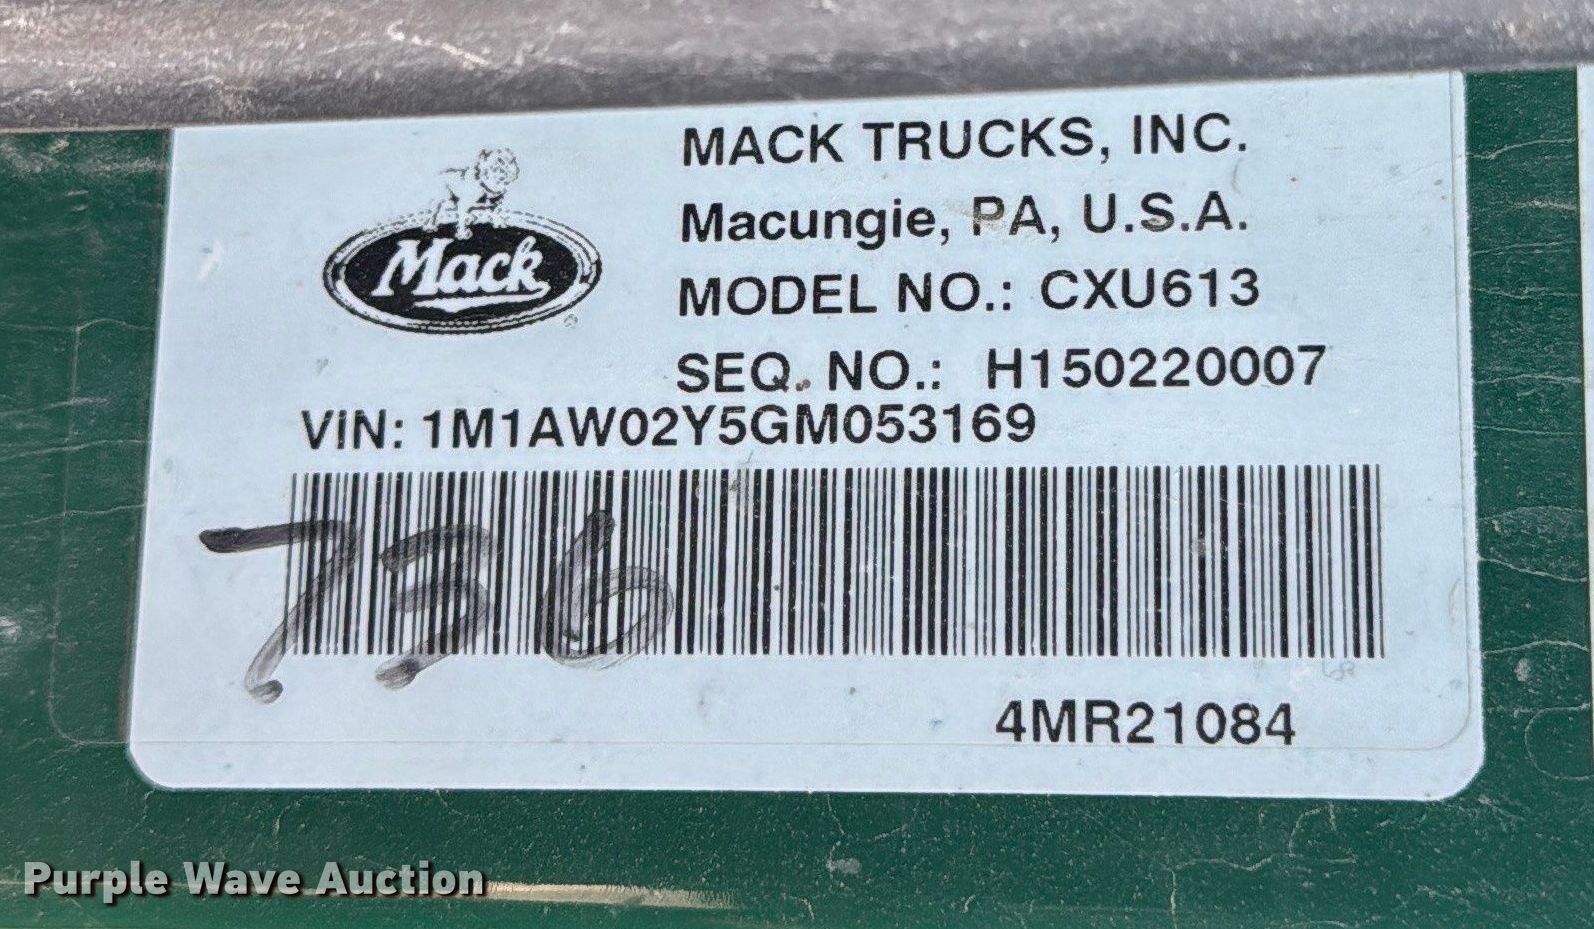 MACK TRUCKS, INC.
Macungie, PA, U.S.A.
Mack
®
MODEL NO.: CXU613
SEQ. NO.: H150220007
VIN: 1M1AW02Y5GM053169
736
4MR21084
Purple Wave Auction